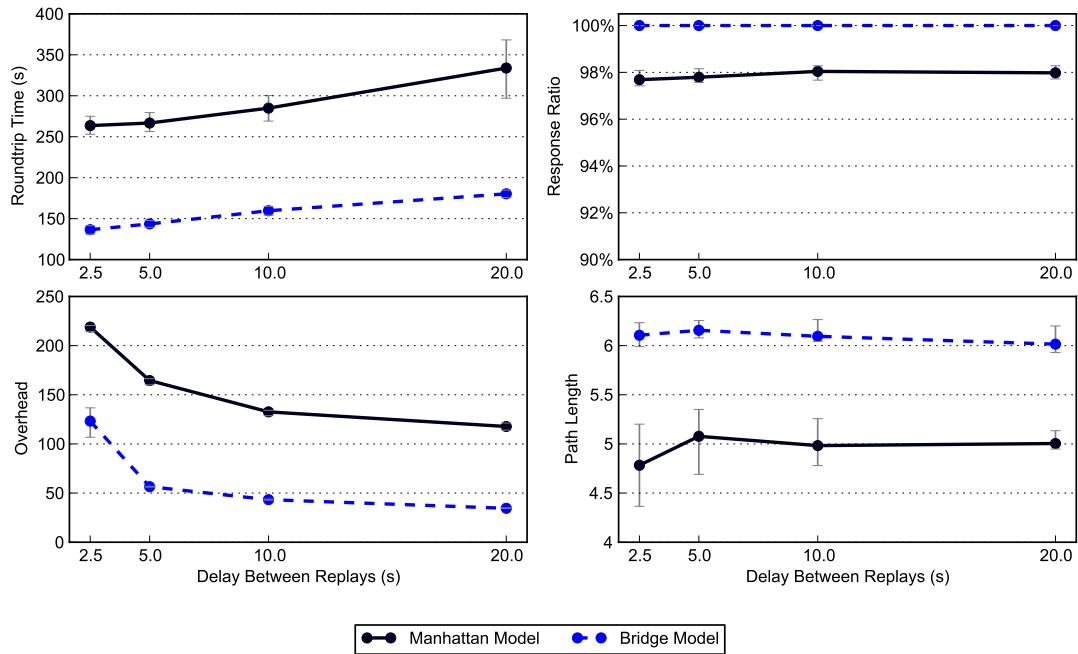 400
350
300
250
200
150
100
Roundtrip Time (s)
2.5 5.0 10.0 20.0
100%
98%
96%
94%
92%
90%
Response Ratio
2.5 5.0 10.0 20.0
250
200
150
100
50
0
Overhead
2.5 5.0 10.0 20.0
Delay Between Replays (s)
6.5
6
5.5
5
4.5
4
Path Length
2.5 5.0 10.0 20.0
Delay Between Replays (s)
Manhattan Model Bridge Model